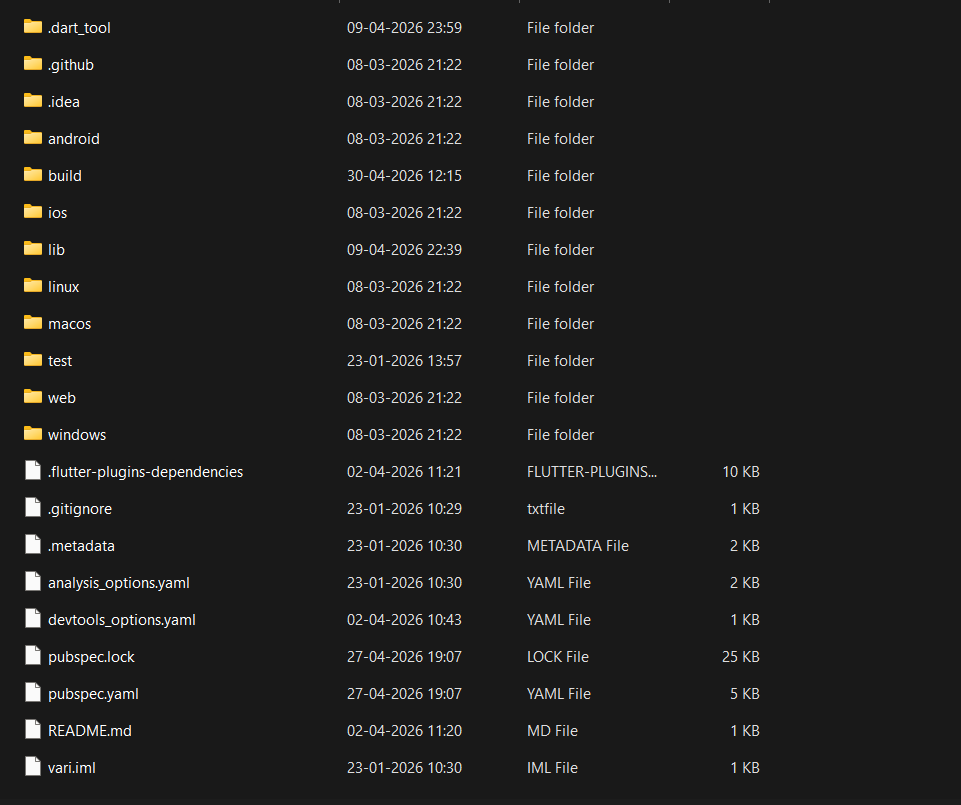 .dart_tool 09-04-2026 23:59 File folder
.github 08-03-2026 21:22 File folder
.idea 08-03-2026 21:22 File folder
android 08-03-2026 21:22 File folder
build 30-04-2026 12:15 File folder
ios 08-03-2026 21:22 File folder
lib 09-04-2026 22:39 File folder
linux 08-03-2026 21:22 File folder
macos 08-03-2026 21:22 File folder
test 23-01-2026 13:57 File folder
web 08-03-2026 21:22 File folder
windows 08-03-2026 21:22 File folder
.flutter-plugins-dependencies 02-04-2026 11:21 FLUTTER-PLUGINS... 10 KB
.gitignore 23-01-2026 10:29 txtfile 1 KB
.metadata 23-01-2026 10:30 METADATA File 2 KB
analysis_options.yaml 23-01-2026 10:30 YAML File 2 KB
devtools_options.yaml 02-04-2026 10:43 YAML File 1 KB
pubspec.lock 27-04-2026 19:07 LOCK File 25 KB
pubspec.yaml 27-04-2026 19:07 YAML File 5 KB
README.md 02-04-2026 11:20 MD File 1 KB
vari.iml 23-01-2026 10:30 IML File 1 KB